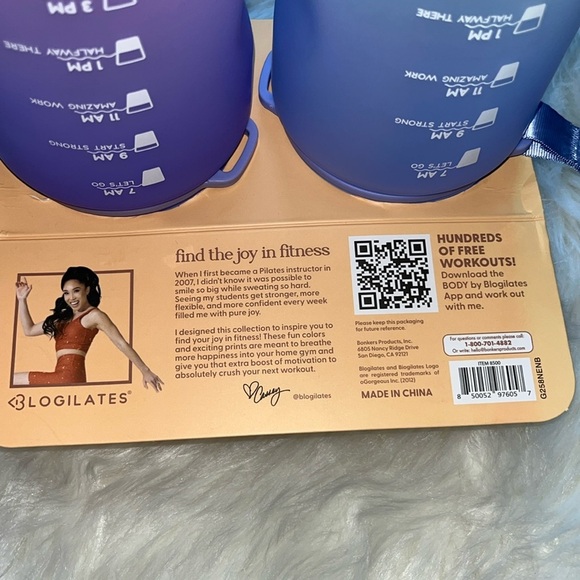 3 PM
1 PM
HALFWAY THERE
11 AM
AMAZING WORK
9 AM
START STRONG
7 AM
LET'S GO
1 PM
HALFWAY THERE
11 AM
AMAZING WORK
9 AM
START STRONG
7 AM
LET'S GO
BLOGILATES®
find the joy in fitness
When I first became a Pilates instructor in
2007, I didn't know it was possible to
smile so big while sweating so hard.
Seeing my students get stronger, more
flexible, and more confident every week
filled me with pure joy.
I designed this collection to inspire you to
find your joy in fitness! These fun colors
and exciting prints are meant to breathe
more happiness into your home gym and
give you that extra boost of motivation to
absolutely crush your next workout.
Cassey
@blogilates
Please keep this packaging
for future reference.
Bonkers Products, Inc.
6805 Nancy Ridge Drive
San Diego, CA 92121
Blogilates and Blogilates Logo
are registered trademarks of
oGorgeous Inc. (2012)
MADE IN CHINA
HUNDREDS
OF FREE
WORKOUTS!
Download the
BODY by Blogilates
App and work out
with me.
For questions or comments please call:
1-800-701-4882
Or write: hello@bonkersproducts.com
ITEM 8500
8 50052 97605 7
G258NENB